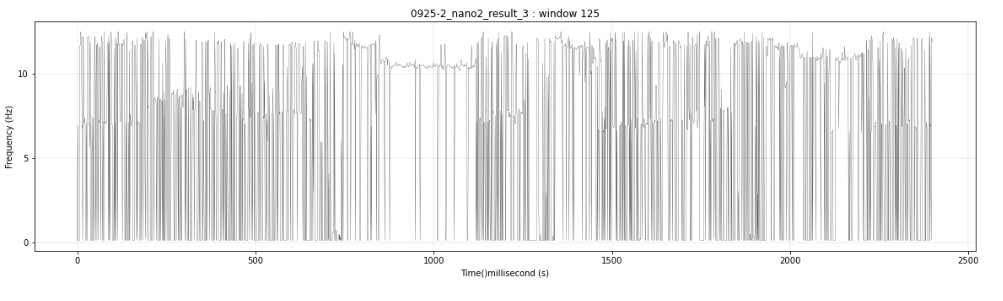 0925-2_nano2_result_3 : window 125
Frequency (Hz)
10
5
0
0 500 1000 1500 2000 2500
Time()millisecond (s)